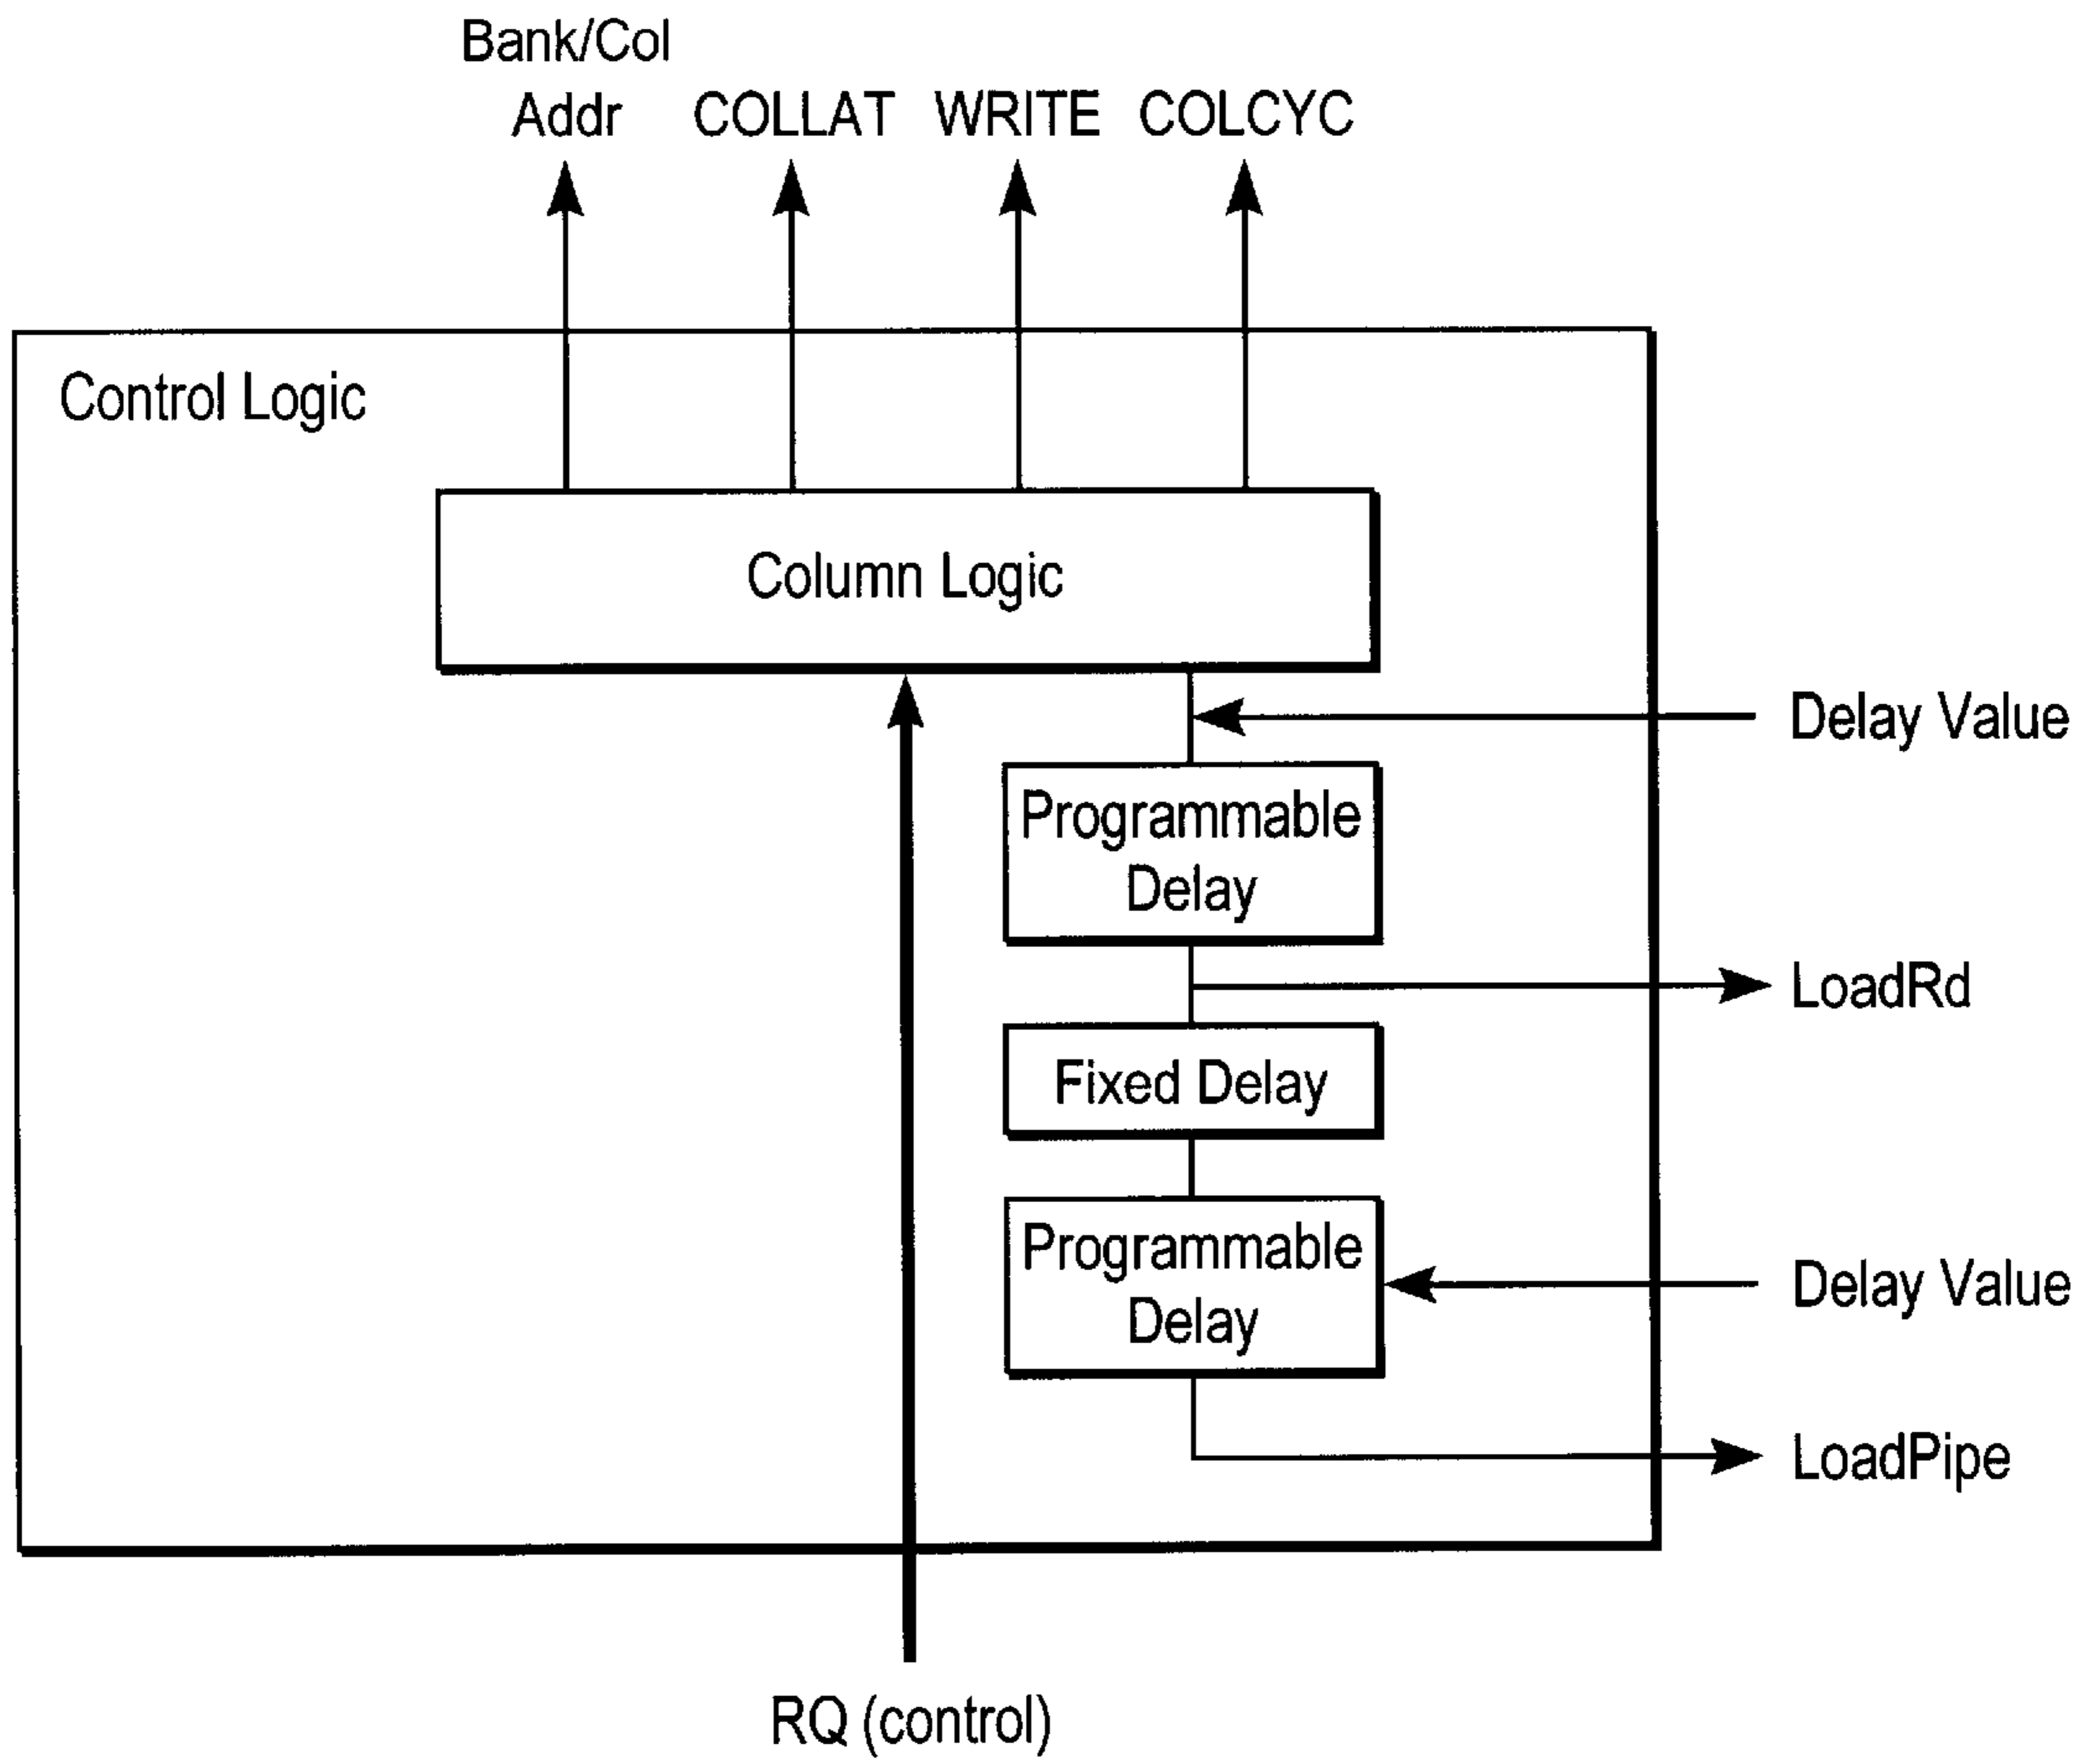 Bank/Col
Addr
COLLAT
WRITE
COLCYC
Control Logic
Column Logic
Delay Value
Programmable
Delay
LoadRd
Fixed Delay
Programmable
Delay
Delay Value
LoadPipe
RQ (control)